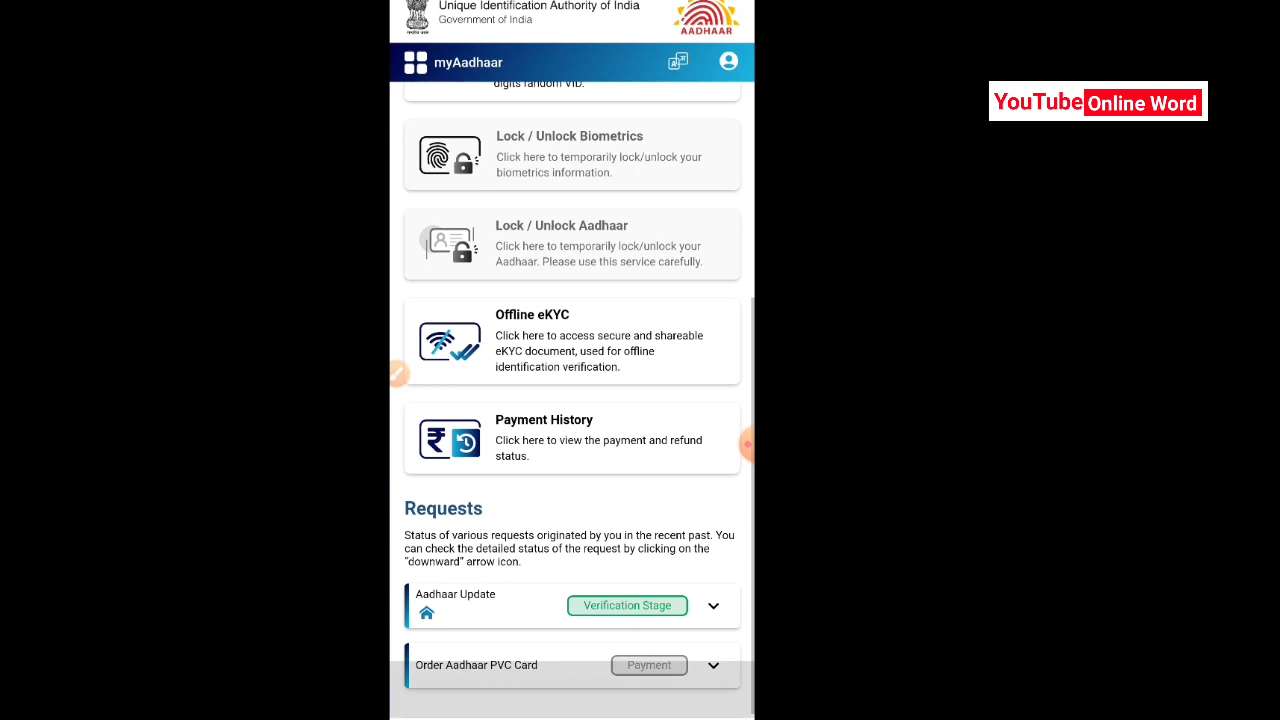 Unique Identification Authority of India
Government of India
AADHAAR
myAadhaar
YouTube Online Word
digits random VID.
Lock / Unlock Biometrics
Click here to temporarily lock/unlock your
biometrics information.
Lock / Unlock Aadhaar
Click here to temporarily lock/unlock your
Aadhaar. Please use this service carefully.
Offline eKYC
Click here to access secure and shareable
eKYC document, used for offline
identification verification.
Payment History
Click here to view the payment and refund
status.
Requests
Status of various requests originated by you in the recent past. You
can check the detailed status of the request by clicking on the
“downward” arrow icon.
Aadhaar Update
Verification Stage
Order Aadhaar PVC Card
Payment